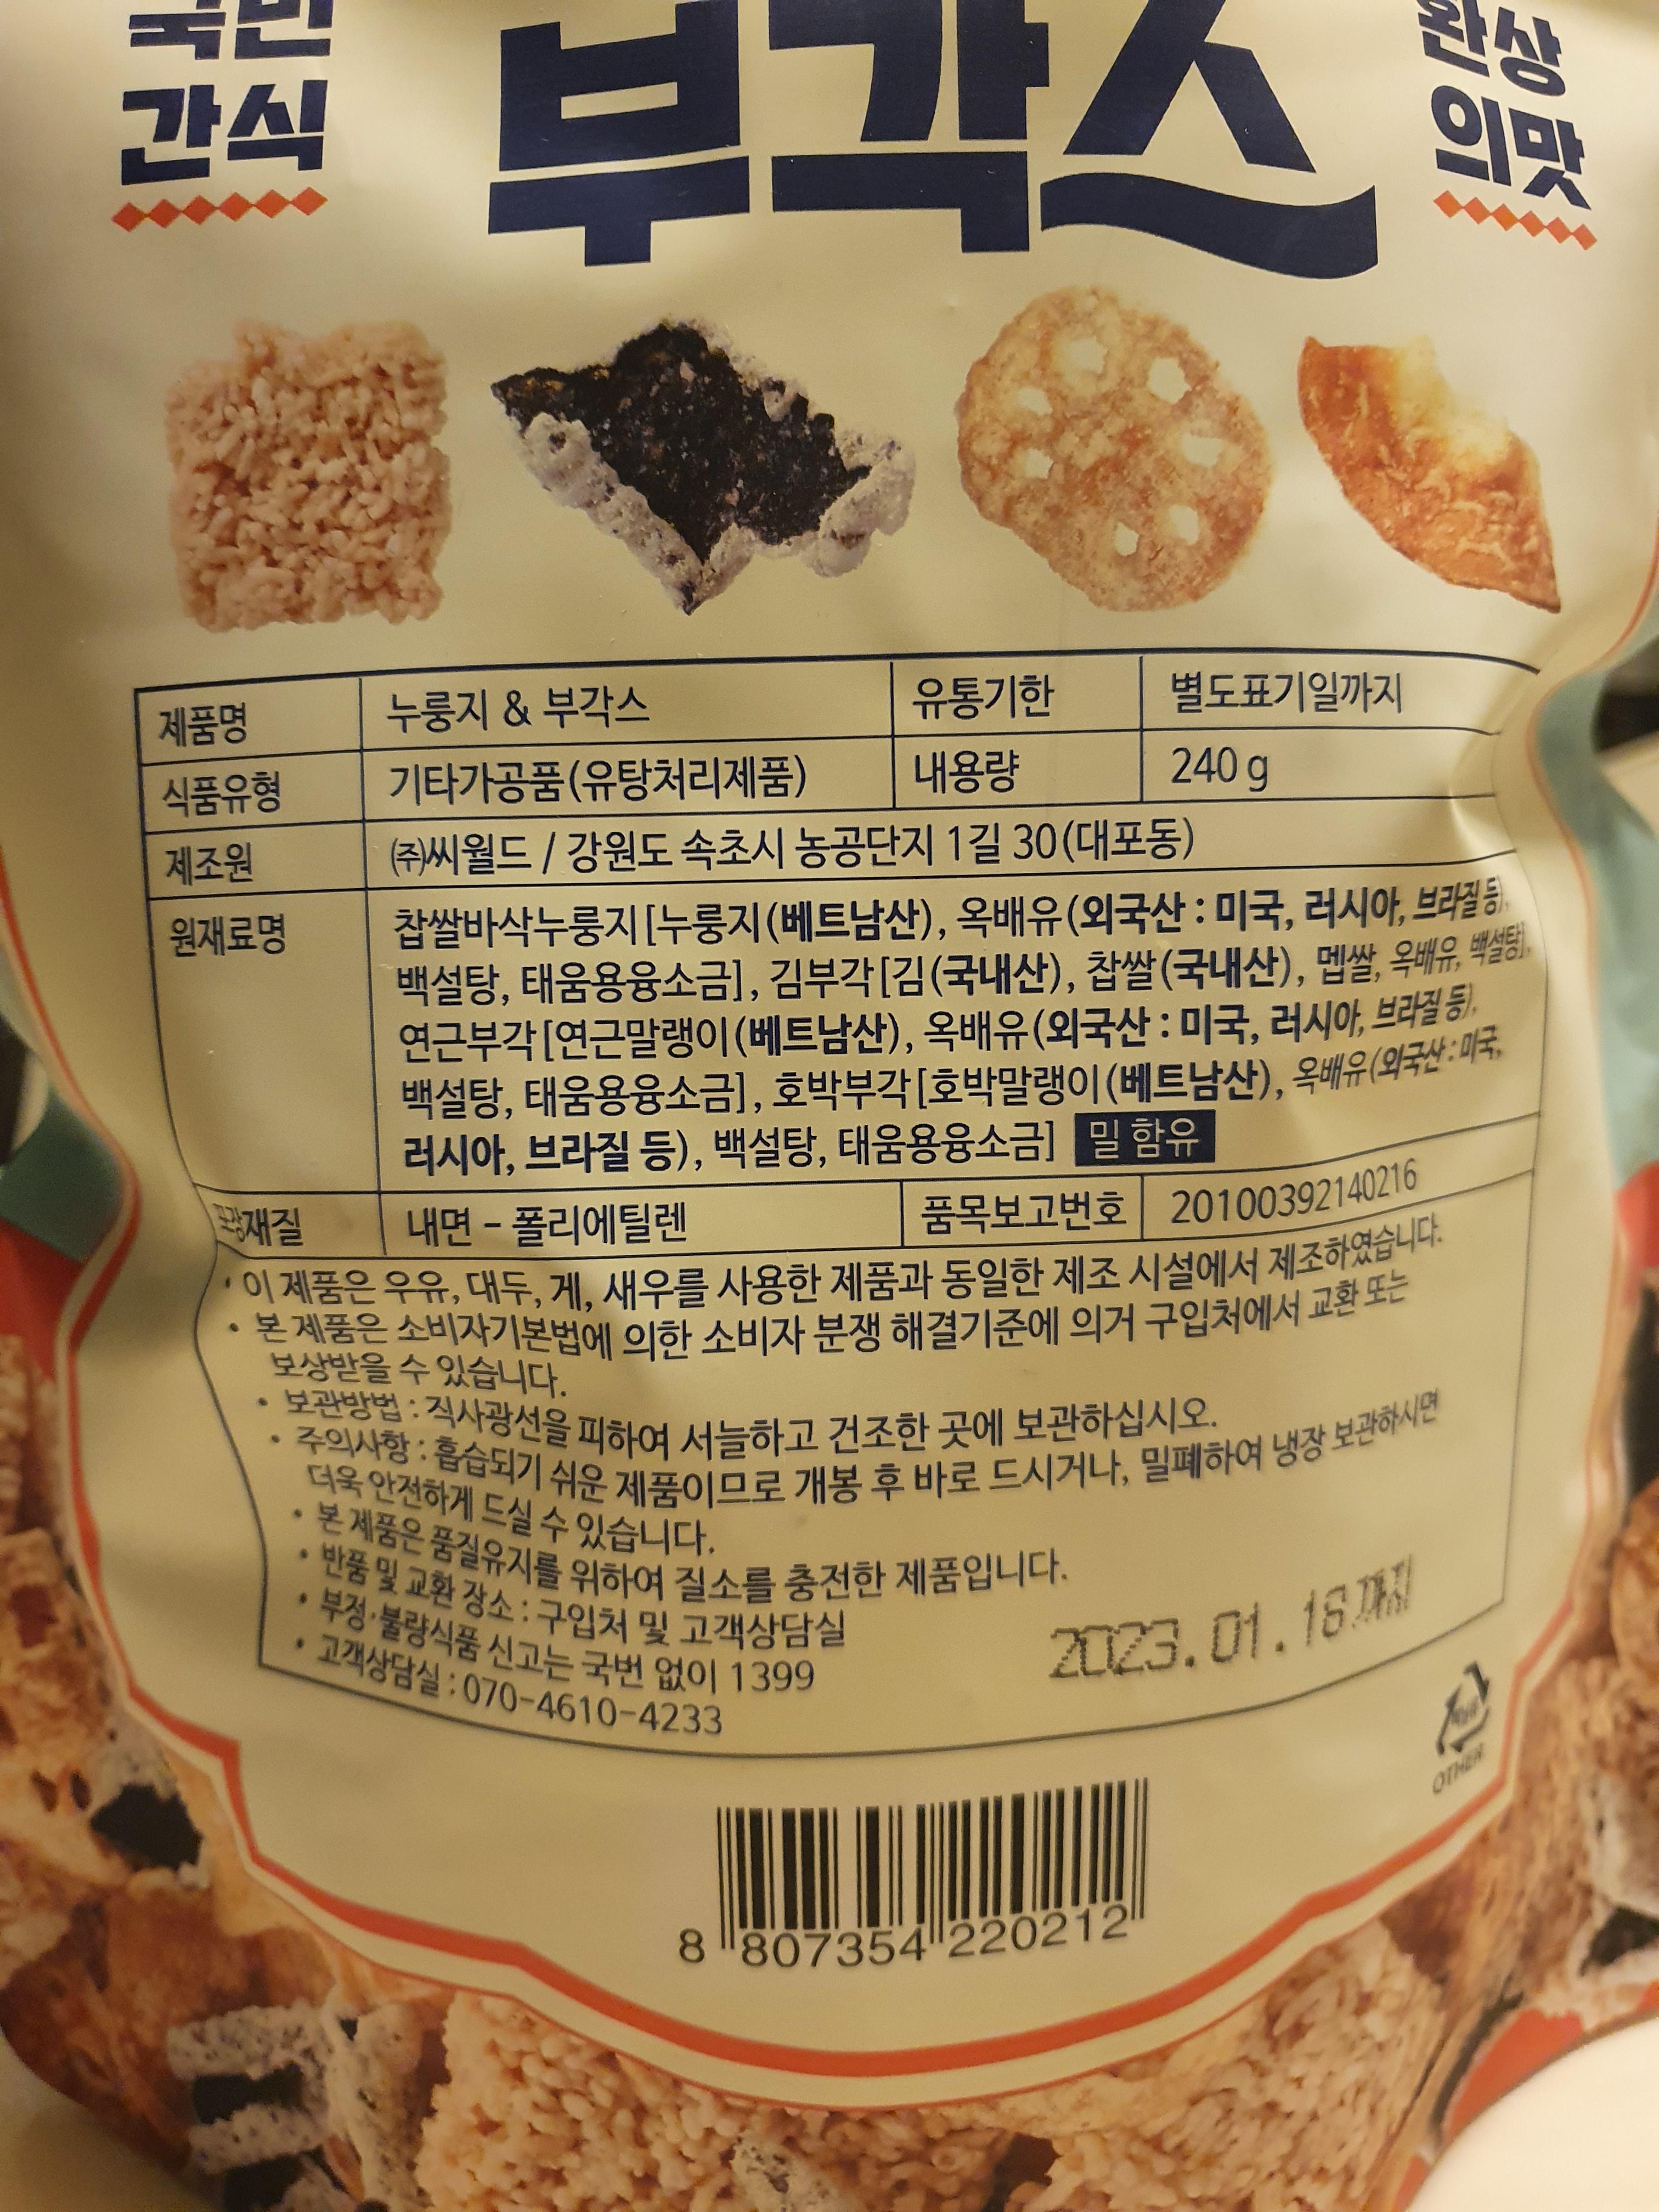 국민
간식
부각스
환상
의맛
제품명 누룽지 & 부각스 유통기한 별도표기일까지
식품유형 기타가공품(유탕처리제품) 내용량 240 g
제조원 ㈜씨월드 / 강원도 속초시 농공단지 1길 30(대포동)
원재료명 찹쌀바삭누룽지[누룽지(베트남산), 옥배유(외국산 : 미국, 러시아, 브라질 등),
백설탕, 태움용융소금], 김부각[김(국내산), 찹쌀(국내산), 멥쌀, 옥배유, 백설탕],
연근부각[연근말랭이(베트남산), 옥배유(외국산 : 미국, 러시아, 브라질 등),
백설탕, 태움용융소금], 호박부각[호박말랭이(베트남산), 옥배유(외국산 : 미국,
러시아, 브라질 등), 백설탕, 태움용융소금] 밀 함유
포장재질 내면 - 폴리에틸렌 품목보고번호 20100392140216
• 이 제품은 우유, 대두, 게, 새우를 사용한 제품과 동일한 제조 시설에서 제조하였습니다.
• 본 제품은 소비자기본법에 의한 소비자 분쟁 해결기준에 의거 구입처에서 교환 또는
보상받을 수 있습니다.
• 보관방법 : 직사광선을 피하여 서늘하고 건조한 곳에 보관하십시오.
• 주의사항 : 흡습되기 쉬운 제품이므로 개봉 후 바로 드시거나, 밀폐하여 냉장 보관하시면
더욱 안전하게 드실 수 있습니다.
• 본 제품은 품질유지를 위하여 질소를 충전한 제품입니다.
• 반품 및 교환 장소 : 구입처 및 고객상담실
• 부정·불량식품 신고는 국번 없이 1399
• 고객상담실 : 070-4610-4233
2023.01.16까지
OTHER
8 807354 220212